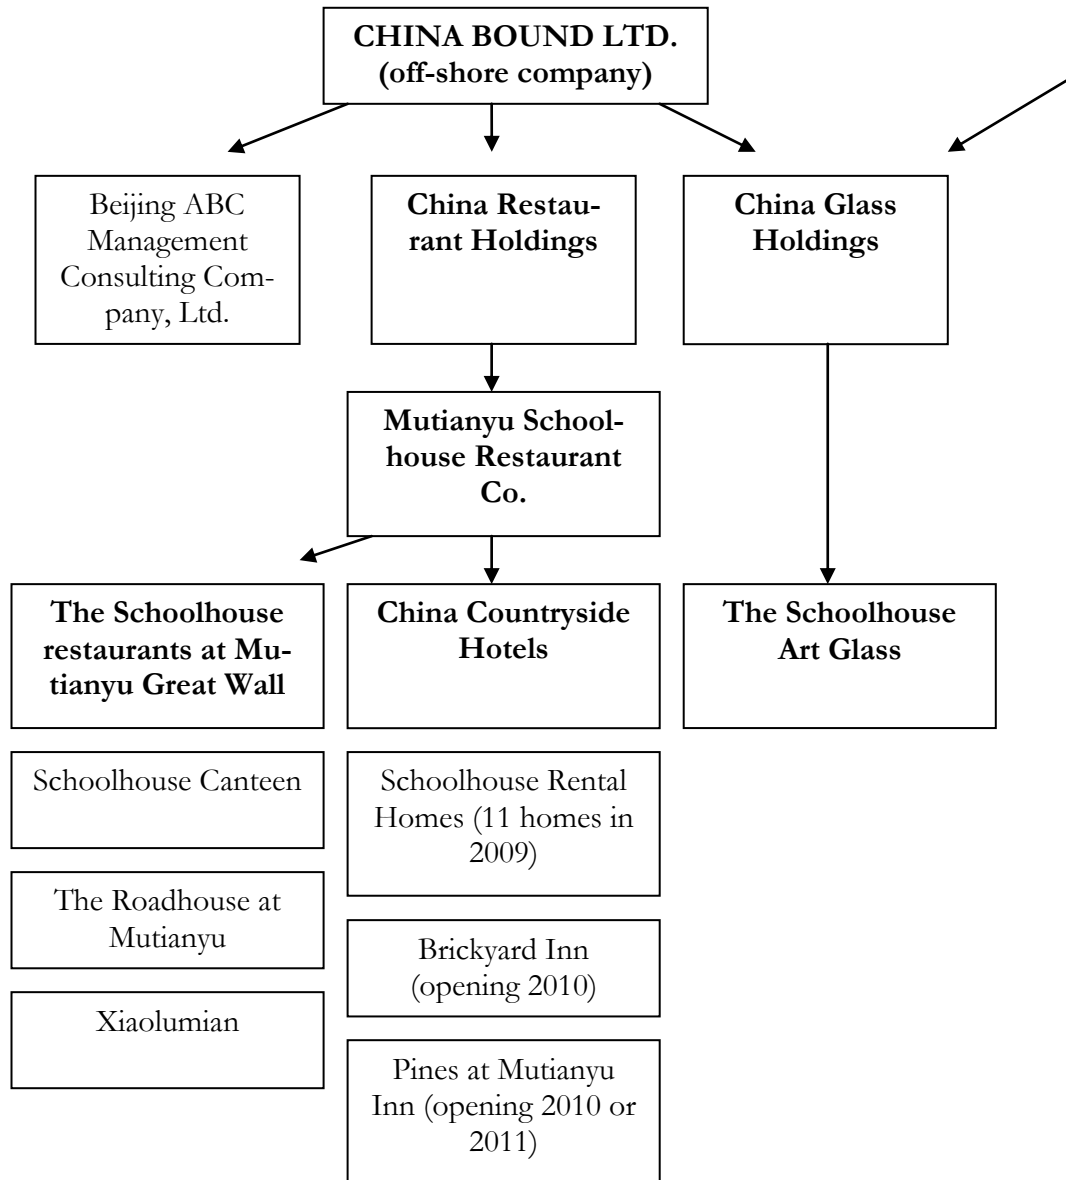 CHINA BOUND LTD.
(off-shore company)
Beijing ABC
Management
Consulting Com-
pany, Ltd.
China Restau-
rant Holdings
China Glass
Holdings
Mutianyu School-
house Restaurant
Co.
The Schoolhouse
restaurants at Mu-
tianyu Great Wall
China Countryside
Hotels
The Schoolhouse
Art Glass
Schoolhouse Canteen
Schoolhouse Rental
Homes (11 homes in
2009)
The Roadhouse at
Mutianyu
Brickyard Inn
(opening 2010)
Xiaolumian
Pines at Mutianyu
Inn (opening 2010 or
2011)